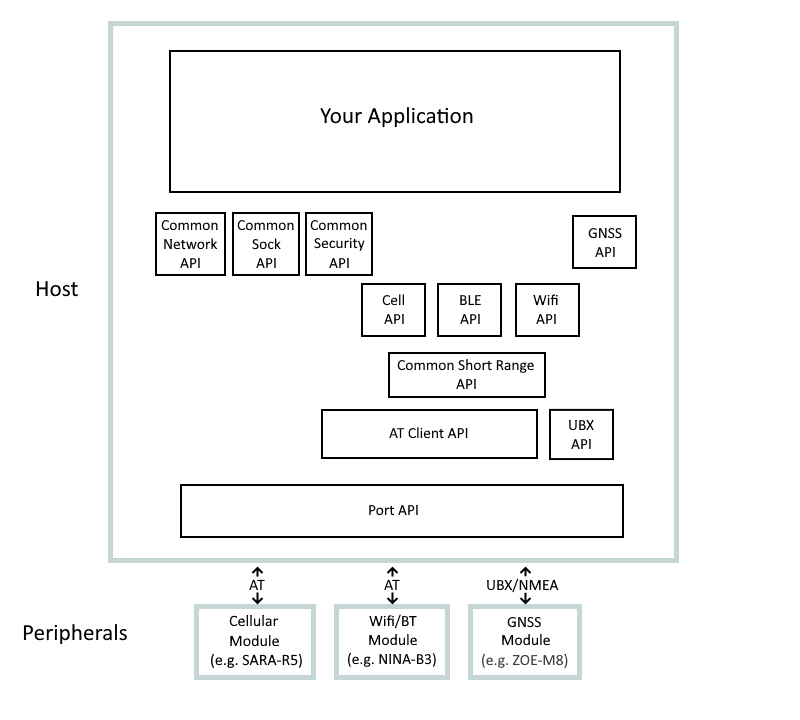 Your Application
Common
Network
API
Common
Sock
API
Common
Security
API
GNSS
API
Host
Cell
API
BLE
API
Wifi
API
Common Short Range
API
AT Client API
UBX
API
Port API
AT
AT
UBX/NMEA
Peripherals
Cellular
Module
(e.g. SARA-R5)
Wifi/BT
Module
(e.g. NINA-B3)
GNSS
Module
(e.g. ZOE-M8)